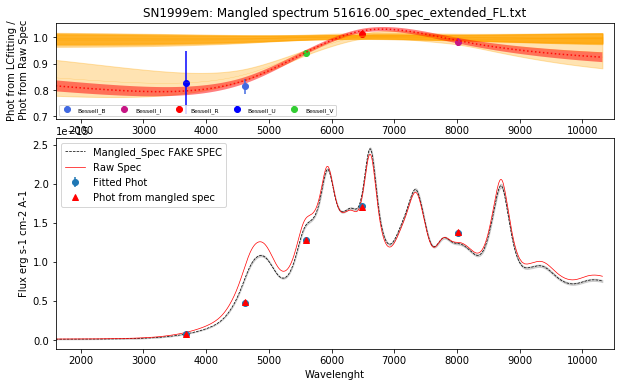 SN1999em: Mangled spectrum 51616.00_spec_extended_FL.txt
Phot from LCfitting /
Phot from Raw Spec
1.0
0.9
0.8
0.7
Bessell_B
Bessell_I
Bessell_R
Bessell_U
Bessell_V
2000
3000
4000
5000
6000
7000
8000
9000
10000
Flux erg s-1 cm-2 A-1
2.5
2.0
1.5
1.0
0.5
0.0
Mangled_Spec FAKE SPEC
Raw Spec
Fitted Phot
Phot from mangled spec
2000
3000
4000
5000
6000
7000
8000
9000
10000
Wavelenght